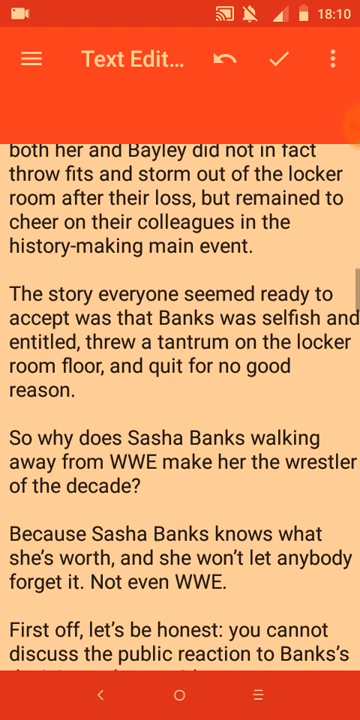 18:10
Text Edit...
both her and Bayley did not in fact
throw fits and storm out of the locker
room after their loss, but remained to
cheer on their colleagues in the
history-making main event.
The story everyone seemed ready to
accept was that Banks was selfish and
entitled, threw a tantrum on the locker
room floor, and quit for no good
reason.
So why does Sasha Banks walking
away from WWE make her the wrestler
of the decade?
Because Sasha Banks knows what
she’s worth, and she won’t let anybody
forget it. Not even WWE.
First off, let’s be honest: you cannot
discuss the public reaction to Banks’s